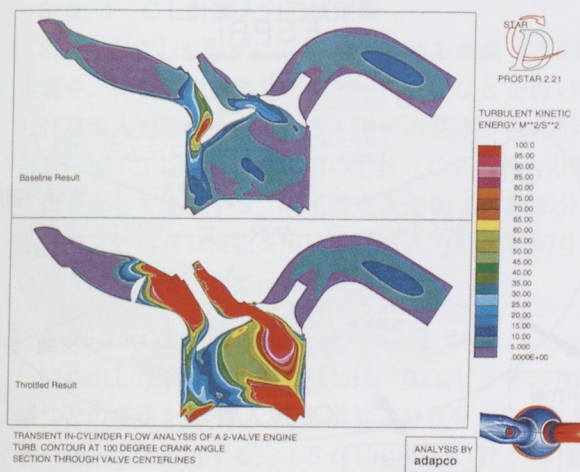 STAR
CD
PROSTAR 2.21
TURBULENT KINETIC
ENERGY M**2/S**2
100.0
95.00
90.00
85.00
80.00
75.00
70.00
65.00
60.00
55.00
50.00
45.00
40.00
35.00
30.00
25.00
20.00
15.00
10.00
5.000
.0000E+00
Baseline Result
Throttled Result
TRANSIENT IN-CYLINDER FLOW ANALYSIS OF A 2-VALVE ENGINE
TURB. CONTOUR AT 100 DEGREE CRANK ANGLE
SECTION THROUGH VALVE CENTERLINES
ANALYSIS BY
adapco